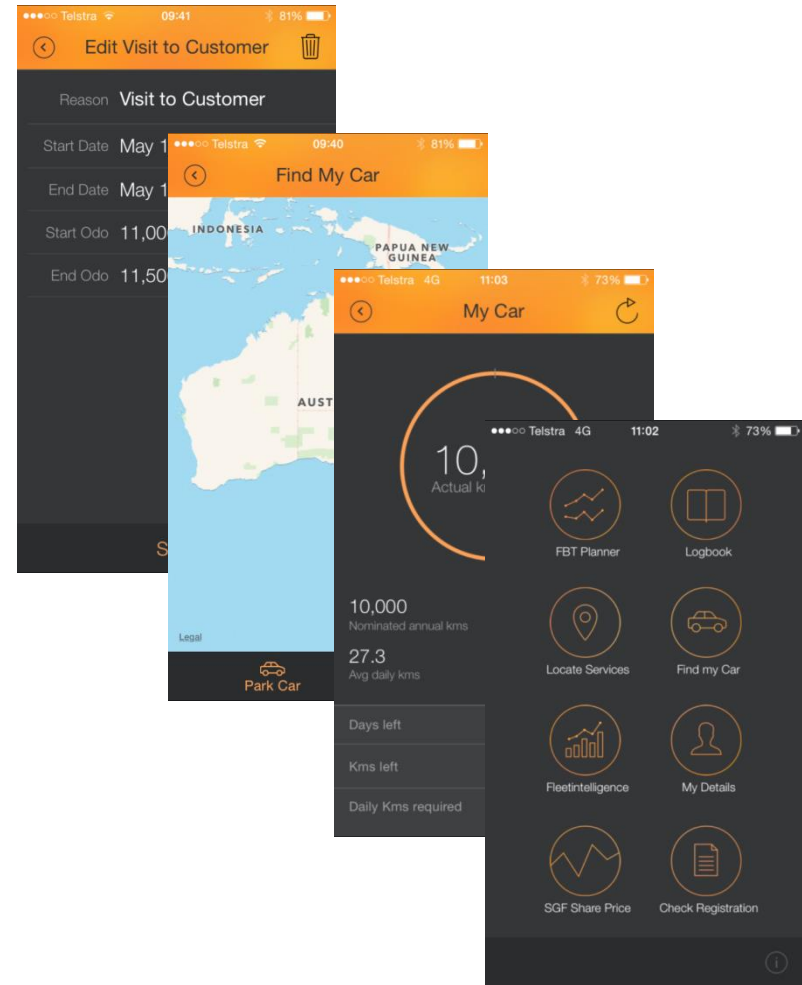 Telstra 09:41 81%
Edit Visit to Customer
Reason Visit to Customer
Start Date May 1
End Date May 1
Start Odo 11,00
End Odo 11,50
S
Telstra 09:40 81%
Find My Car
INDONESIA
PAPUA NEW
GUINEA
AUST
Legal
Park Car
Telstra 4G 11:03 73%
My Car
10,
Actual k
10,000
Nominated annual kms
27.3
Avg daily kms
Days left
Kms left
Daily Kms required
Telstra 4G 11:02 73%
FBT Planner Logbook
Locate Services Find my Car
Fleetintelligence My Details
SGF Share Price Check Registration